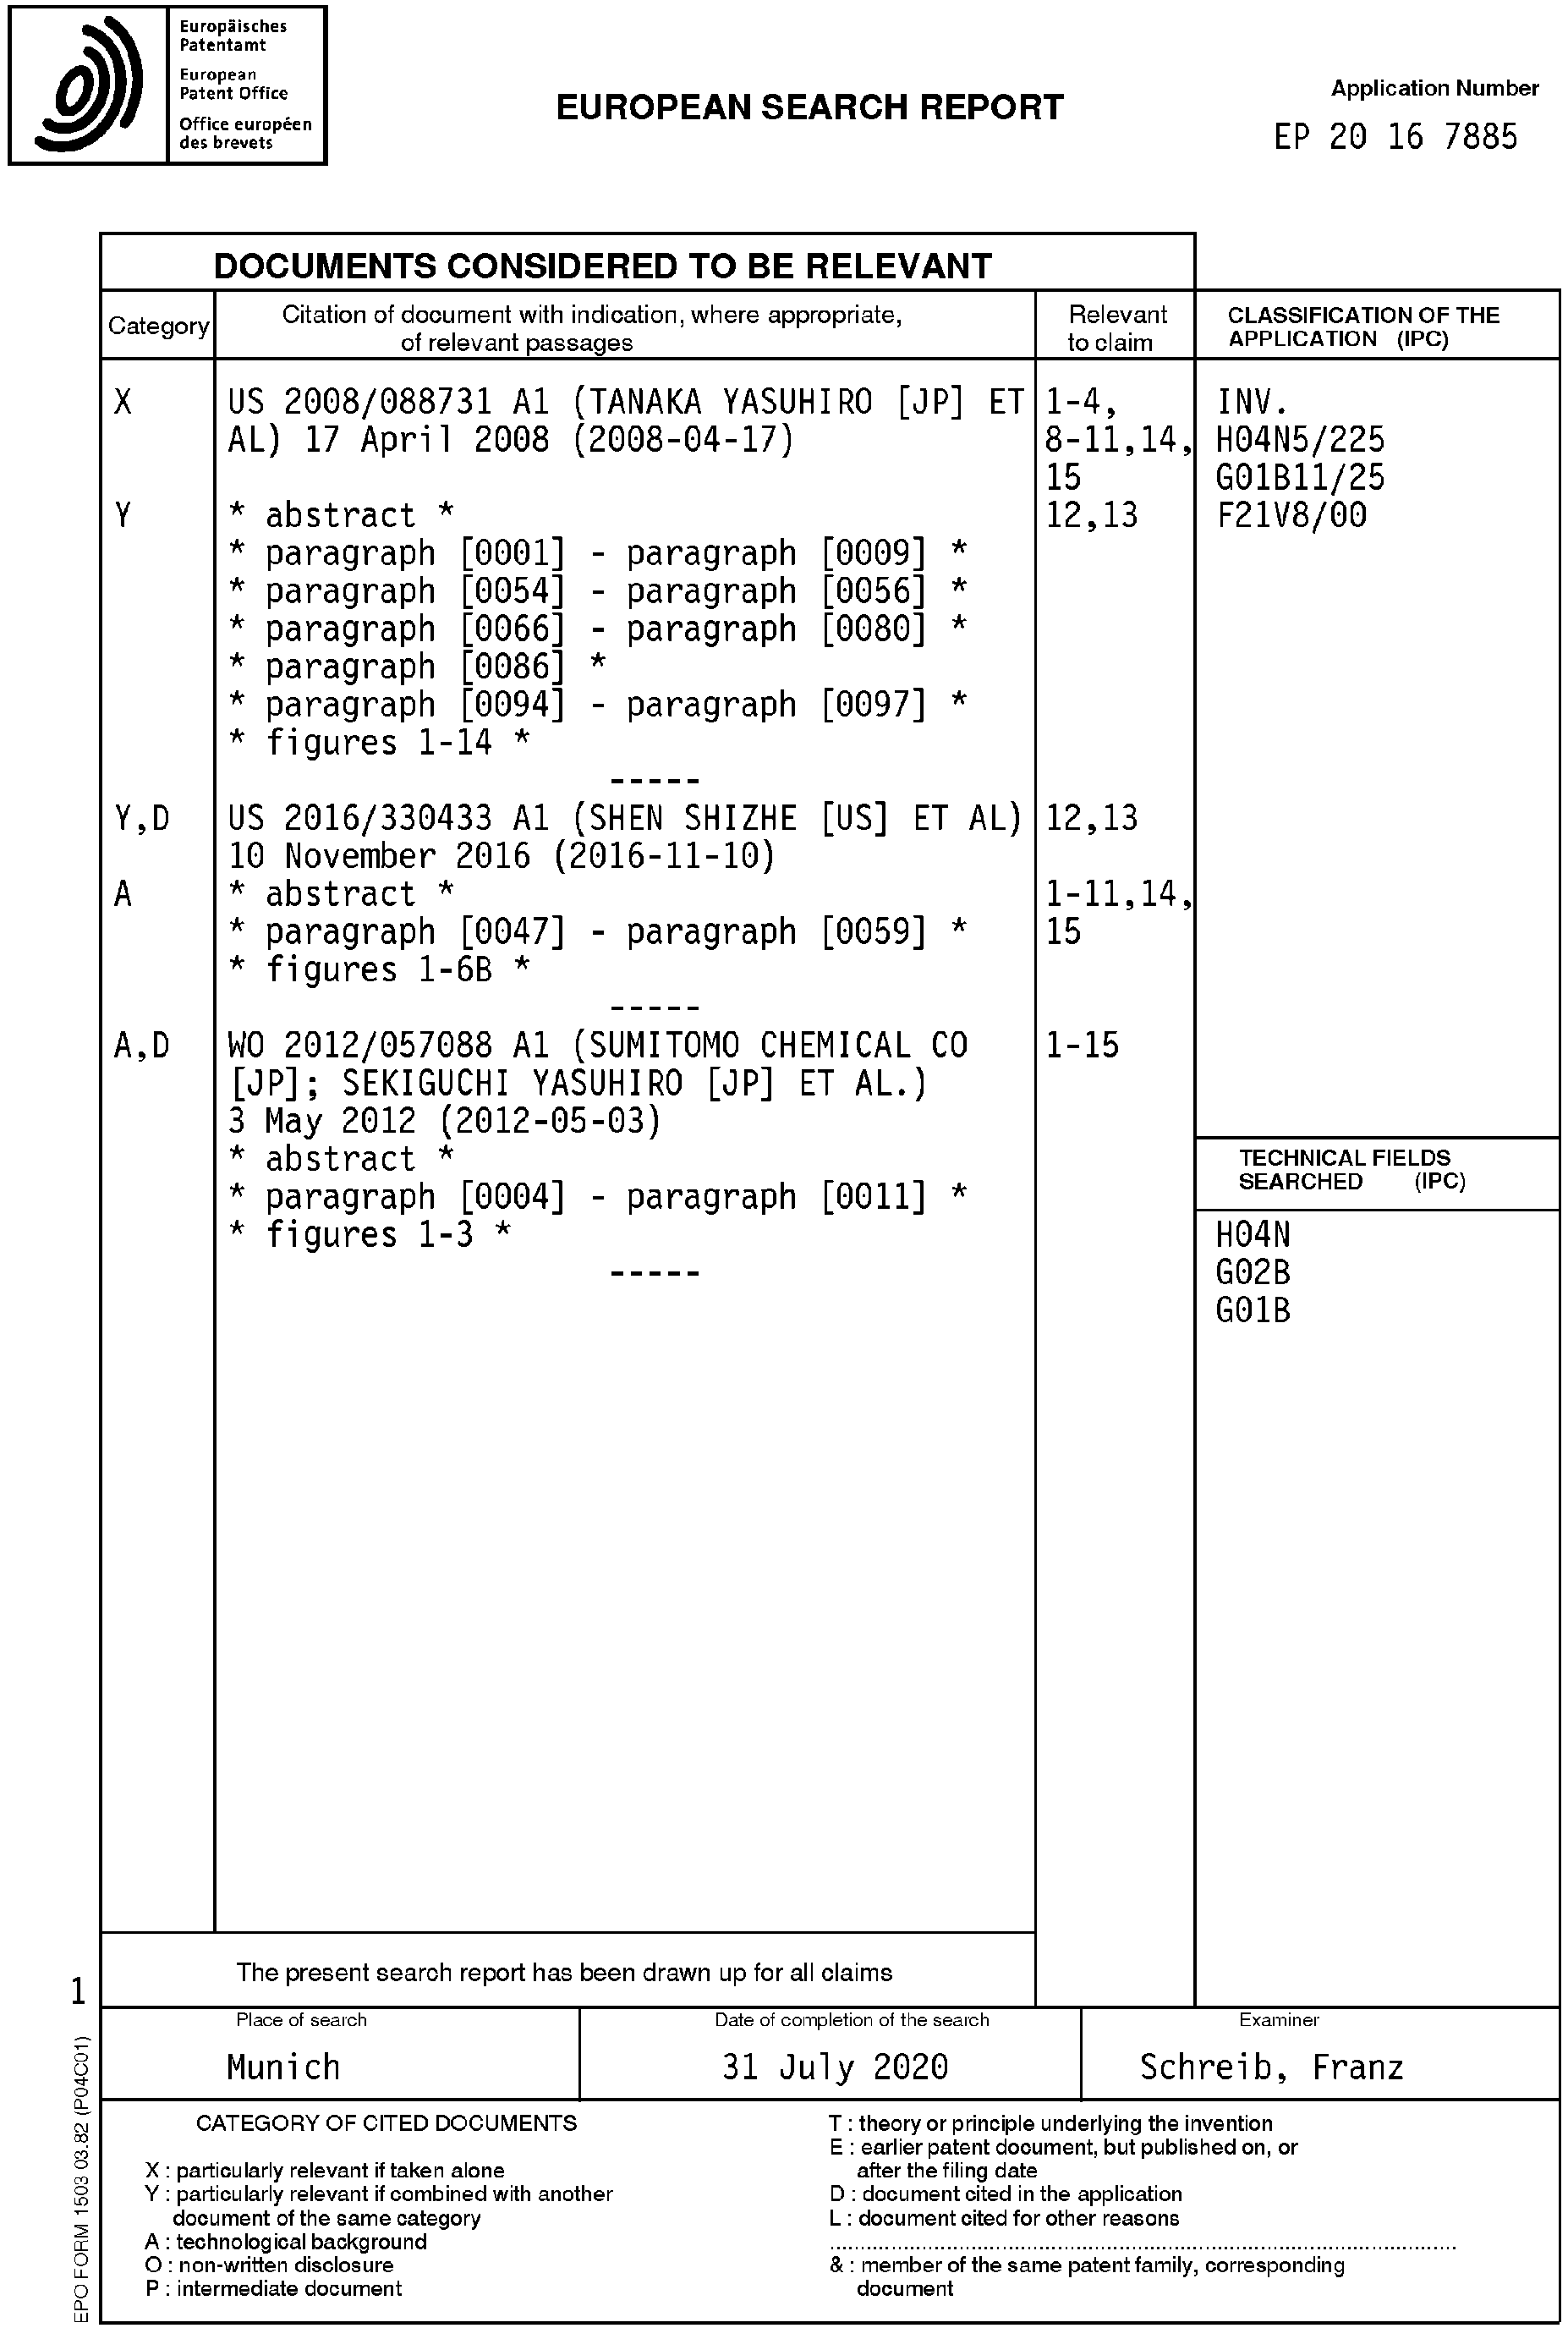 Europäisches
Patentamt
European
Patent Office
Office européen
des brevets
EUROPEAN SEARCH REPORT
Application Number
EP 20 16 7885
DOCUMENTS CONSIDERED TO BE RELEVANT
Category
Citation of document with indication, where appropriate,
of relevant passages
Relevant
to claim
CLASSIFICATION OF THE
APPLICATION (IPC)
X
US 2008/088731 A1 (TANAKA YASUHIRO [JP] ET
AL) 17 April 2008 (2008-04-17)
1-4,
8-11,14,
15
Y
* abstract *
12,13
* paragraph [0001] - paragraph [0009] *
* paragraph [0054] - paragraph [0056] *
* paragraph [0066] - paragraph [0080] *
* paragraph [0086] *
* paragraph [0094] - paragraph [0097] *
* figures 1-14 *
-----
Y,D
US 2016/330433 A1 (SHEN SHIZHE [US] ET AL)
10 November 2016 (2016-11-10)
12,13
A
* abstract *
* paragraph [0047] - paragraph [0059] *
* figures 1-6B *
1-11,14,
15
-----
A,D
WO 2012/057088 A1 (SUMITOMO CHEMICAL CO
[JP]; SEKIGUCHI YASUHIRO [JP] ET AL.)
3 May 2012 (2012-05-03)
* abstract *
* paragraph [0004] - paragraph [0011] *
* figures 1-3 *
1-15
-----
INV.
H04N5/225
G01B11/25
F21V8/00
TECHNICAL FIELDS
SEARCHED (IPC)
H04N
G02B
G01B
The present search report has been drawn up for all claims
1
Place of search
Munich
Date of completion of the search
31 July 2020
Examiner
Schreib, Franz
CATEGORY OF CITED DOCUMENTS
X : particularly relevant if taken alone
Y : particularly relevant if combined with another
document of the same category
A : technological background
O : non-written disclosure
P : intermediate document
T : theory or principle underlying the invention
E : earlier patent document, but published on, or
after the filing date
D : document cited in the application
L : document cited for other reasons
& : member of the same patent family, corresponding
document
EPO FORM 1503 03.82 (P04C01)